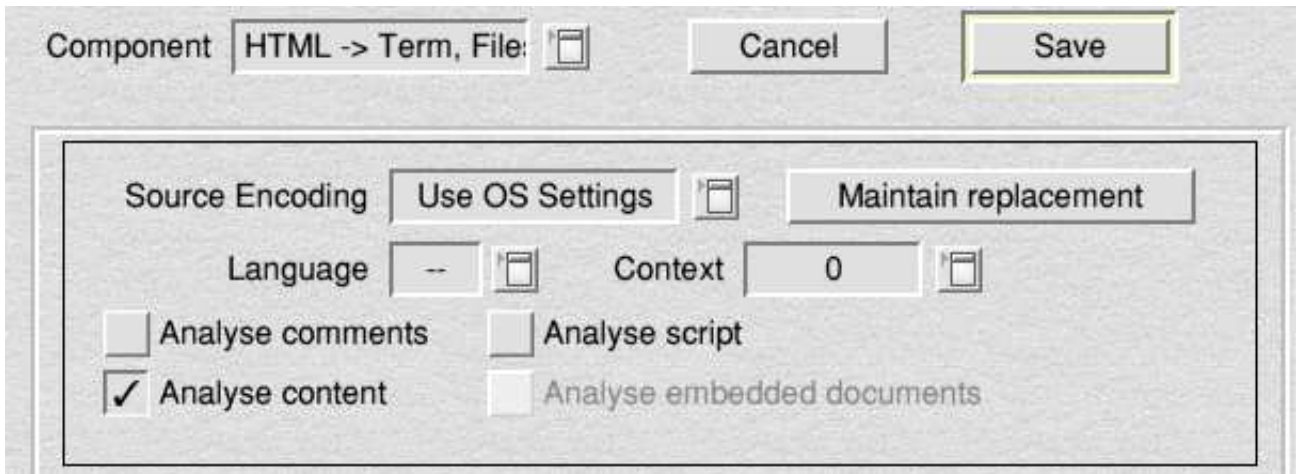 Component HTML -> Term, Files Cancel Save
Source Encoding Use OS Settings Maintain replacement
Language -- Context 0
Analyse comments Analyse script
Analyse content Analyse embedded documents